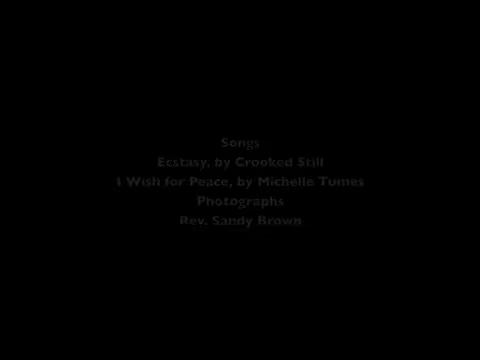 Songs
Ecstasy, by Crooked Still
I Wish for Peace, by Michelle Tumes
Photographs
Rev. Sandy Brown